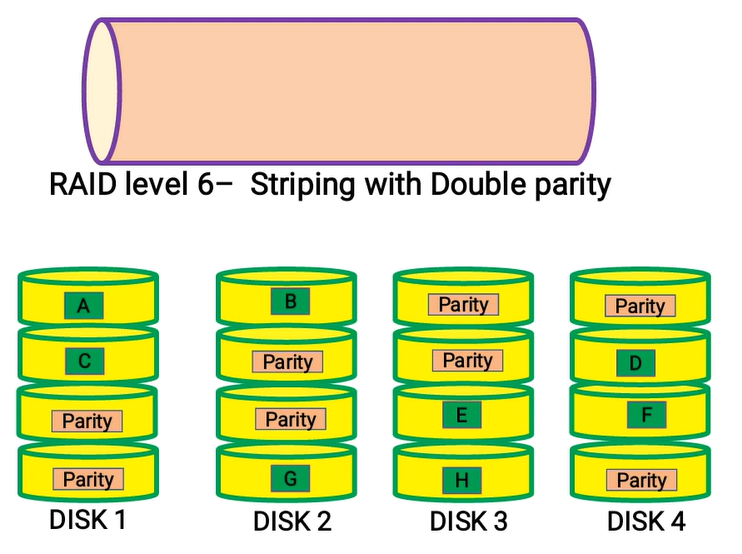 RAID level 6– Striping with Double parity
A B Parity Parity
C Parity Parity D
Parity Parity E F
Parity G H Parity
DISK 1 DISK 2 DISK 3 DISK 4